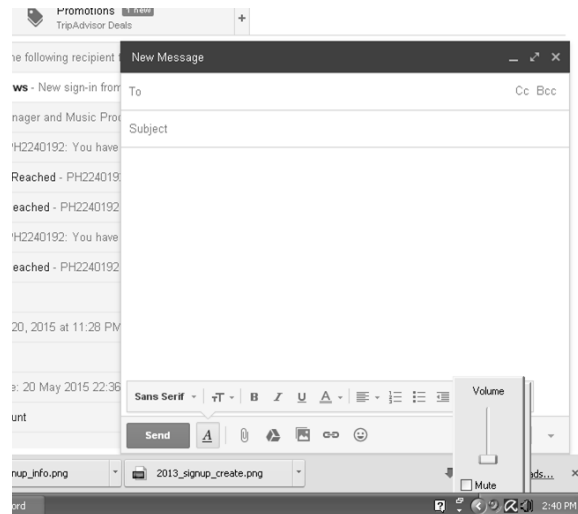 Promotions 1 new
TripAdvisor Deals
+
he following recipient
ws - New sign-in from
nager and Music Pro
PH2240192: You have
Reached - PH224019
eached - PH2240192
PH2240192: You have
eached - PH2240192
20, 2015 at 11:28 PM
e: 20 May 2015 22:36
unt
New Message
To
Cc Bcc
Subject
Sans Serif
B I U A
Send
A
Volume
Mute
nup_info.png
2013_signup_create.png
ads...
ord
2:40 PM